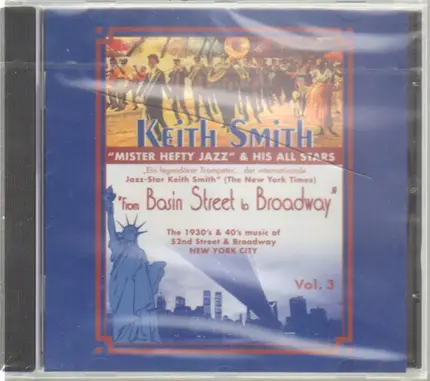 Keith Smith
"MISTER HEFTY JAZZ" & HIS ALL STARS
„Ein legendärer Trompeter... der internationale
Jazz-Star Keith Smith" (The New York Times)
"From Basin Street to Broadway"
The 1930's & 40's music of
52nd Street & Broadway
NEW YORK CITY
Vol. 3